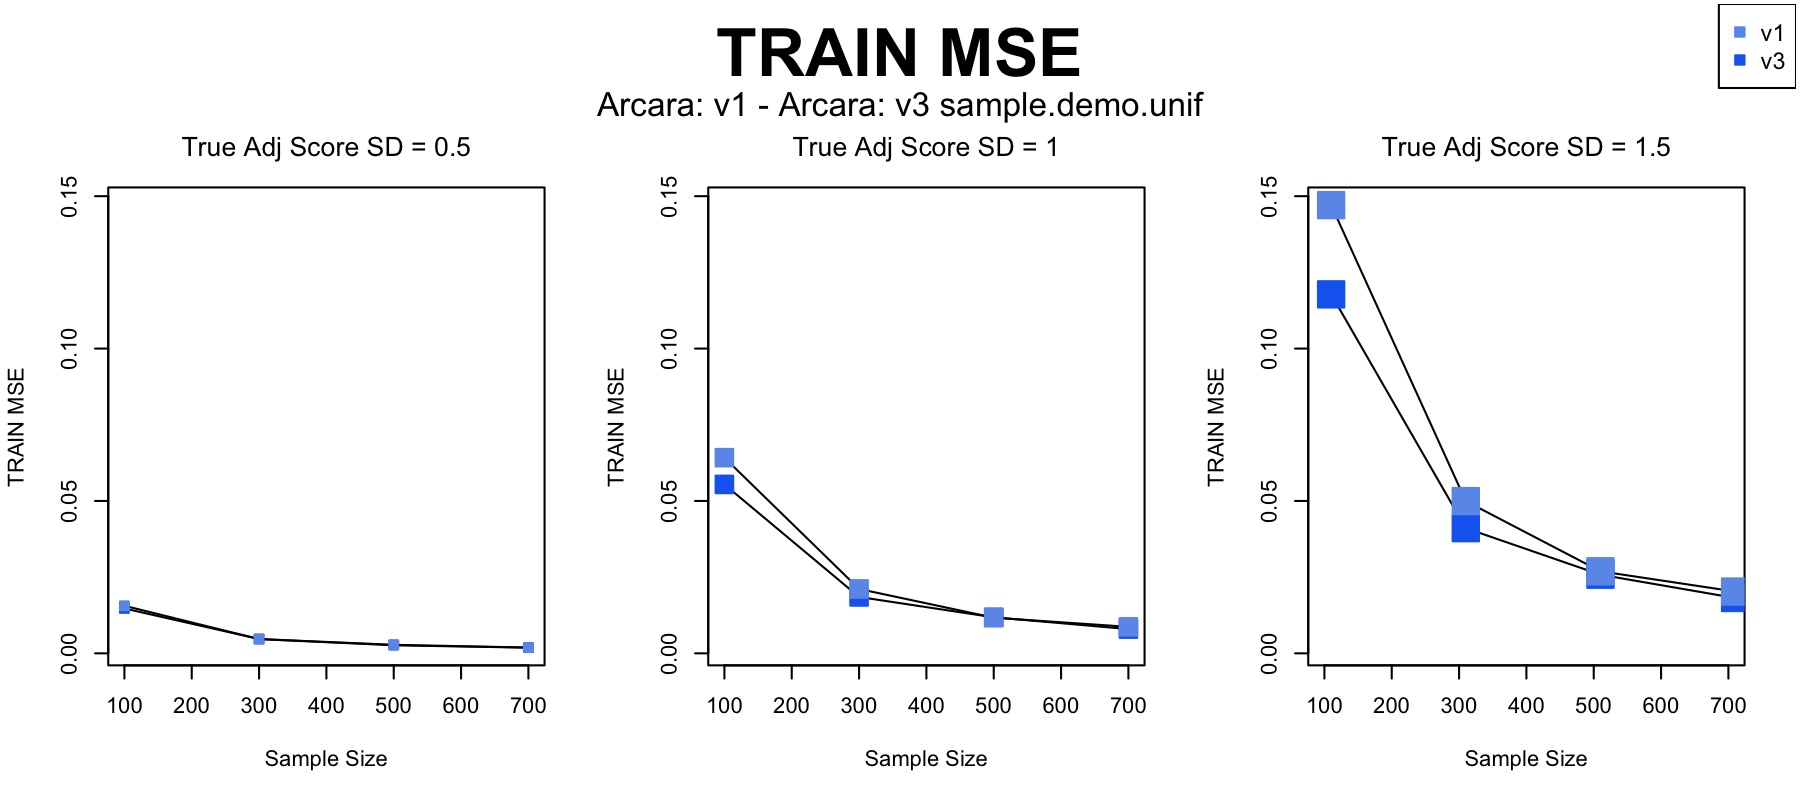 TRAIN MSE
Arcara: v1 - Arcara: v3 sample.demo.unif
v1
v3
True Adj Score SD = 0.5
TRAIN MSE
0.15
0.10
0.05
0.00
100 200 300 400 500 600 700
Sample Size
True Adj Score SD = 1
TRAIN MSE
0.15
0.10
0.05
0.00
100 200 300 400 500 600 700
Sample Size
True Adj Score SD = 1.5
TRAIN MSE
0.15
0.10
0.05
0.00
100 200 300 400 500 600 700
Sample Size